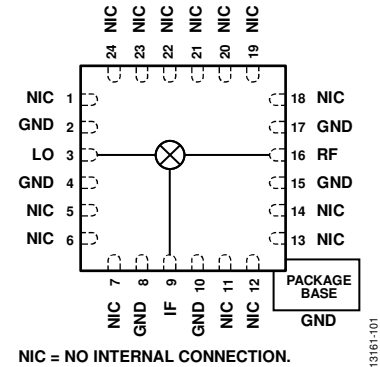 NIC NIC NIC NIC NIC NIC
24 23 22 21 20 19
NIC 1
GND 2
LO 3
GND 4
NIC 5
NIC 6
18 NIC
17 GND
16 RF
15 GND
14 NIC
13 NIC
7 8 9 10 11 12
NIC GND IF GND NIC NIC
PACKAGE
BASE
GND
NIC = NO INTERNAL CONNECTION.
13161-101